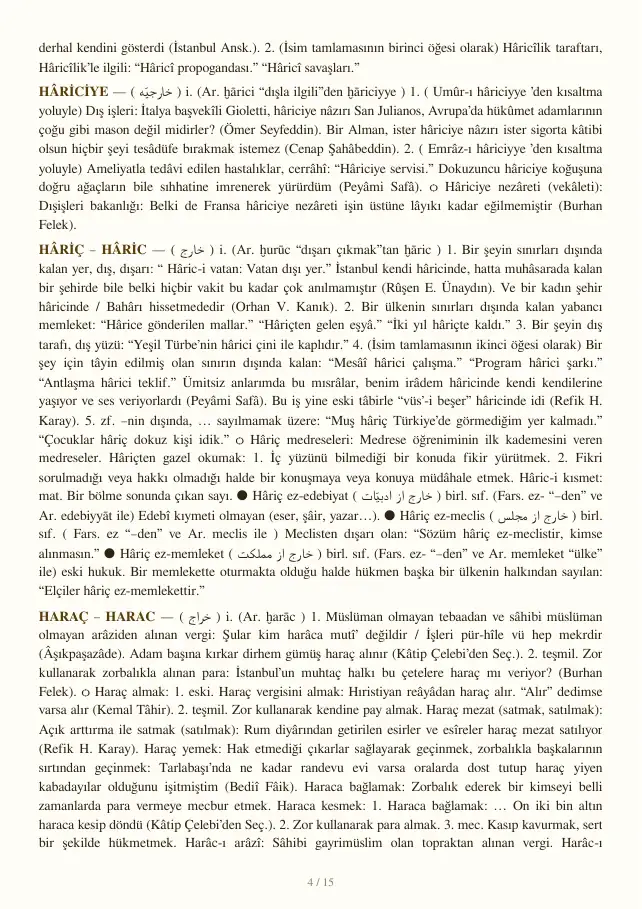 derhal kendini gösterdi (İstanbul Ansk.). 2. (İsim tamlamasının birinci öğesi olarak) Hâricîlik taraftarı,
Hâricîlik’le ilgili: “Hâricî propogandası.” “Hâricî savaşları.”
HÂRİCİYE — ( خارجيّه ) i. (Ar. ḫārici “dışla ilgili”den ḫāriciyye ) 1. ( Umûr-ı hâriciyye ’den kısaltma
yoluyle) Dış işleri: İtalya başvekîli Gioletti, hâriciye nâzırı San Julianos, Avrupa’da hükûmet adamlarının
çoğu gibi mason değil midirler? (Ömer Seyfeddin). Bir Alman, ister hâriciye nâzırı ister sigorta kâtibi
olsun hiçbir şeyi tesâdüfe bırakmak istemez (Cenap Şahâbeddin). 2. ( Emrâz-ı hâriciyye ’den kısaltma
yoluyle) Ameliyatla tedâvi edilen hastalıklar, cerrâhî: “Hâriciye servisi.” Dokuzuncu hâriciye koğuşuna
doğru ağaçların bile sıhhatine imrenerek yürürdüm (Peyâmi Safâ). ѻ Hâriciye nezâreti (vekâleti):
Dışişleri bakanlığı: Belki de Fransa hâriciye nezâreti işin üstüne lâyıkı kadar eğilmemiştir (Burhan
Felek).
HÂRİÇ – HÂRİC — ( خارج ) i. (Ar. ḫurūc “dışarı çıkmak”tan ḫāric ) 1. Bir şeyin sınırları dışında
kalan yer, dış, dışarı: “ Hâric-i vatan: Vatan dışı yer.” İstanbul kendi hâricinde, hatta muhâsarada kalan
bir şehirde bile belki hiçbir vakit bu kadar çok anılmamıştır (Rûşen E. Ünaydın). Ve bir kadın şehir
hâricinde / Bahârı hissetmededir (Orhan V. Kanık). 2. Bir ülkenin sınırları dışında kalan yabancı
memleket: “Hârice gönderilen mallar.” “Hâriçten gelen eşyâ.” “İki yıl hâriçte kaldı.” 3. Bir şeyin dış
tarafı, dış yüzü: “Yeşil Türbe’nin hârici çini ile kaplıdır.” 4. (İsim tamlamasının ikinci öğesi olarak) Bir
şey için tâyin edilmiş olan sınırın dışında kalan: “Mesâî hârici çalışma.” “Program hârici şarkı.”
“Antlaşma hârici teklif.” Ümitsiz anlarımda bu mısrâlar, benim irâdem hâricinde kendi kendilerine
yaşıyor ve ses veriyorlardı (Peyâmi Safâ). Bu iş yine eski tâbirle “vüs’-i beşer” hâricinde idi (Refik H.
Karay). 5. zf. –nin dışında, … sayılmamak üzere: “Muş hâriç Türkiye’de görmediğim yer kalmadı.”
“Çocuklar hâriç dokuz kişi idik.” ѻ Hâriç medreseleri: Medrese öğreniminin ilk kademesini veren
medreseler. Hâriçten gazel okumak: 1. İç yüzünü bilmediği bir konuda fikir yürütmek. 2. Fikri
sorulmadığı veya hakkı olmadığı halde bir konuşmaya veya konuya müdâhale etmek. Hâric-i kısmet:
mat. Bir bölme sonunda çıkan sayı. ● Hâriç ez-edebiyat ( خارج از ادبيّات ) birl. sıf. (Fars. ez- “–den” ve
Ar. edebiyyāt ile) Edebî kıymeti olmayan (eser, şâir, yazar…). ● Hâriç ez-meclis ( خارج از مجلس ) birl.
sıf. ( Fars. ez “–den” ve Ar. meclis ile ) Meclisten dışarı olan: “Sözüm hâriç ez-meclistir, kimse
alınmasın.” ● Hâriç ez-memleket ( خارج از مملكت ) birl. sıf. (Fars. ez- “–den” ve Ar. memleket “ülke”
ile) eski hukuk. Bir memlekette oturmakta olduğu halde hükmen başka bir ülkenin halkından sayılan:
“Elçiler hâriç ez-memlekettir.”
HARAÇ – HARAC — ( خراج ) i. (Ar. ḫarāc ) 1. Müslüman olmayan tebaadan ve sâhibi müslüman
olmayan arâziden alınan vergi: Şular kim harâca mutî’ değildir / İşleri pür-hîle vü hep mekrdir
(Âşıkpaşazâde). Adam başına kırkar dirhem gümüş haraç alınır (Kâtip Çelebi’den Seç.). 2. teşmil. Zor
kullanarak zorbalıkla alınan para: İstanbul’un muhtaç halkı bu çetelere haraç mı veriyor? (Burhan
Felek). ѻ Haraç almak: 1. eski. Haraç vergisini almak: Hıristiyan reâyâdan haraç alır. “Alır” dedimse
varsa alır (Kemal Tâhir). 2. teşmil. Zor kullanarak kendine pay almak. Haraç mezat (satmak, satılmak):
Açık arttırma ile satmak (satılmak): Rum diyârından getirilen esirler ve esîreler haraç mezat satılıyor
(Refik H. Karay). Haraç yemek: Hak etmediği çıkarlar sağlayarak geçinmek, zorbalıkla başkalarının
sırtından geçinmek: Tarlabaşı’nda ne kadar randevu evi varsa oralarda dost tutup haraç yiyen
kabadayılar olduğunu işitmiştim (Bediî Fâik). Haraca bağlamak: Zorbalık ederek bir kimseyi belli
zamanlarda para vermeye mecbur etmek. Haraca kesmek: 1. Haraca bağlamak: … On iki bin altın
haraca kesip döndü (Kâtip Çelebi’den Seç.). 2. Zor kullanarak para almak. 3. mec. Kasıp kavurmak, sert
bir şekilde hükmetmek. Harâc-ı arâzî: Sâhibi gayrimüslim olan topraktan alınan vergi. Harâc-ı
4 / 15